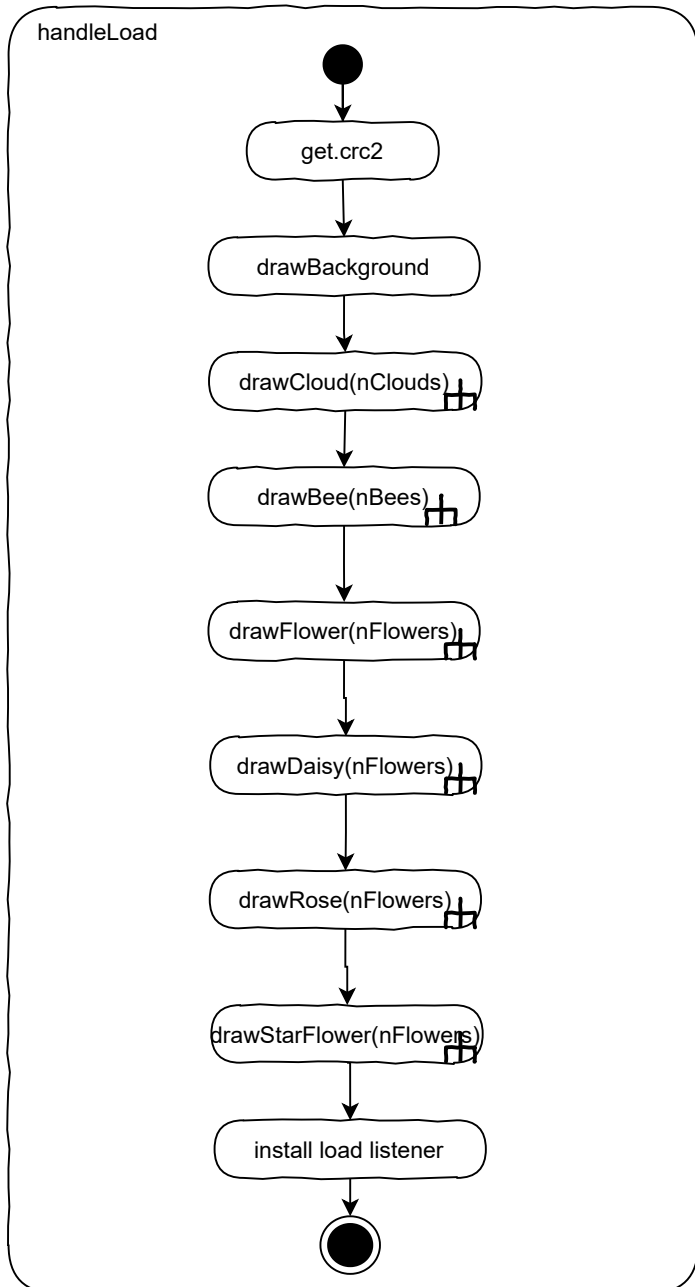 handleLoad
get.crc2
drawBackground
drawCloud(nClouds)
drawBee(nBees)
drawFlower(nFlowers)
drawDaisy(nFlowers)
drawRose(nFlowers)
drawStarFlower(nFlowers)
install load listener